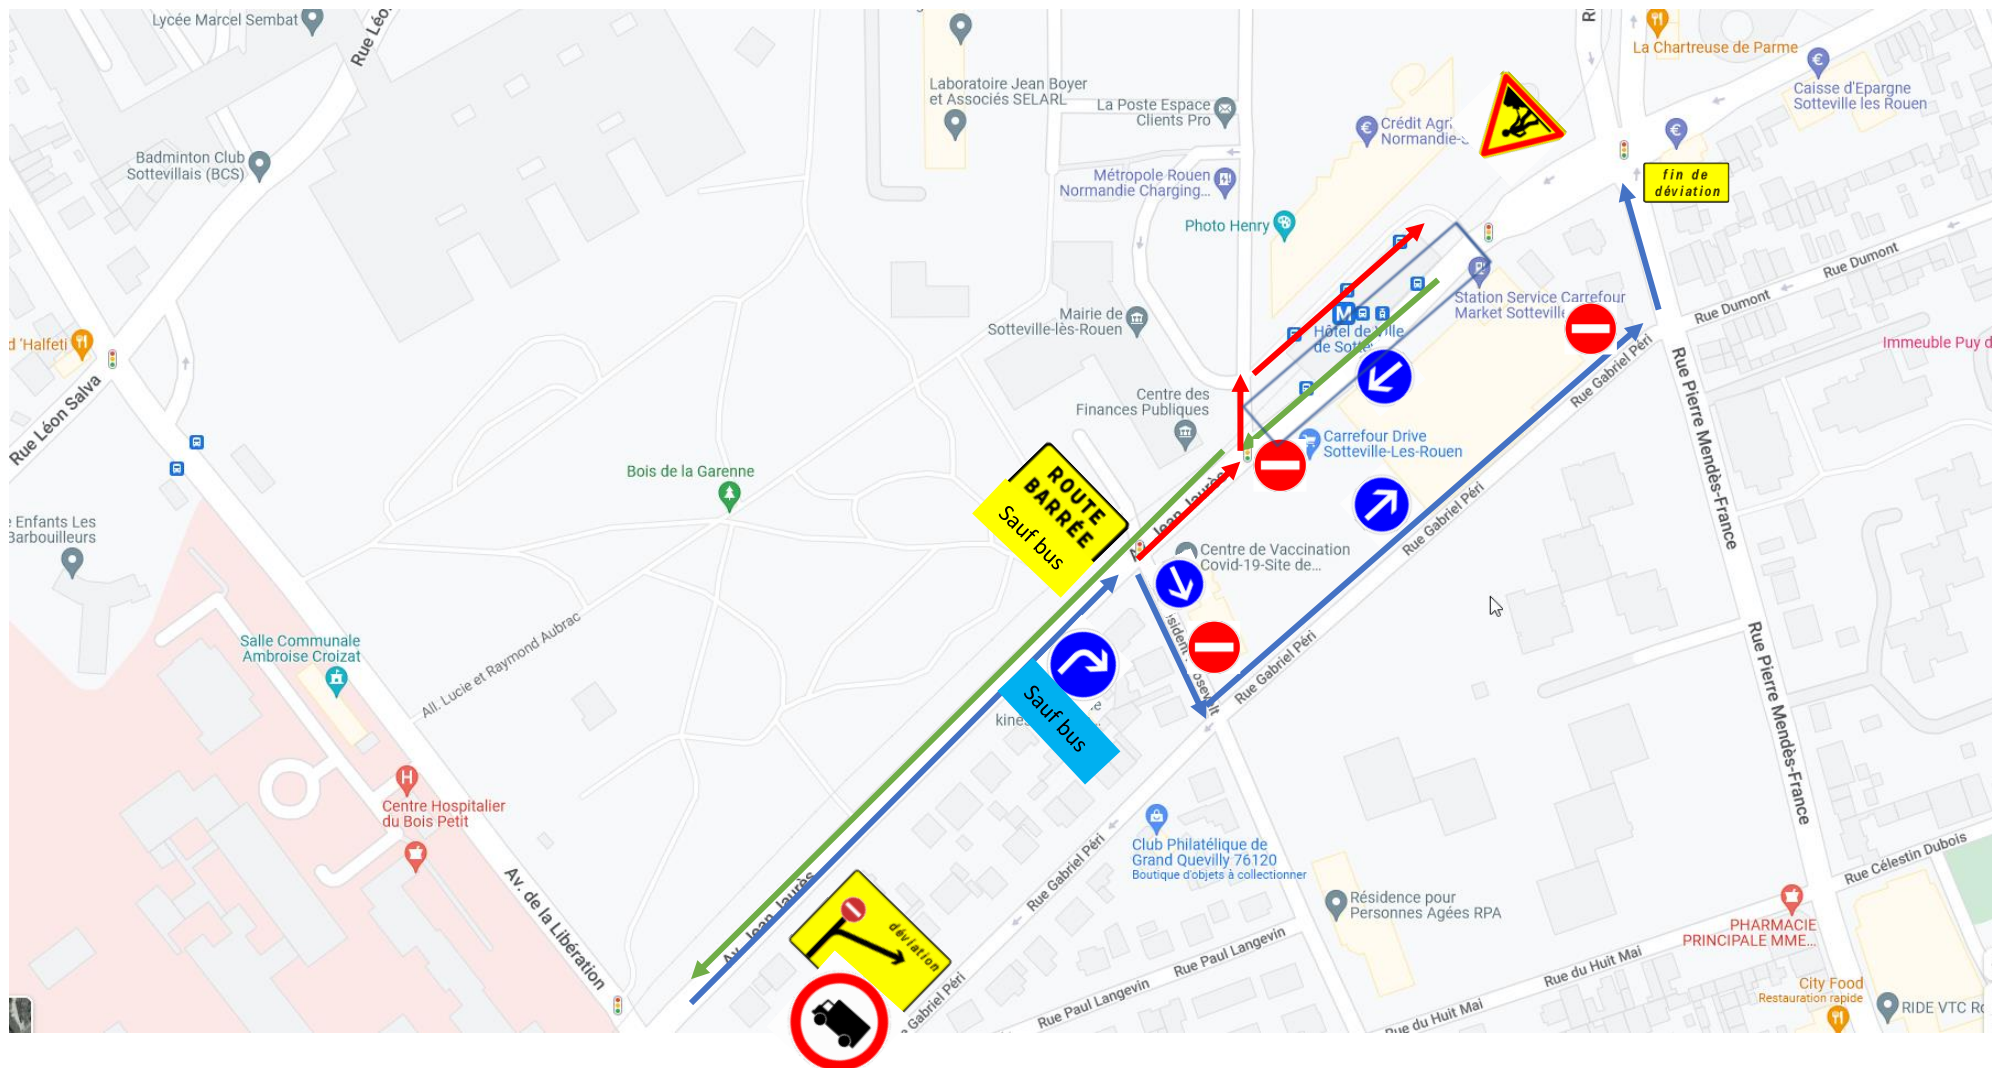 Lycée Marcel Sembat
Rue Léo
Laboratoire Jean Boyer
et Associés SELARL
La Poste Espace
Clients Pro
Crédit Agri
Normandie-
La Chartreuse de Parme
Caisse d'Epargne
Sotteville les Rouen
Badminton Club
Sottevillais (BCS)
Métropole Rouen
Normandie Charging...
fin de
déviation
Photo Henry
Rue Dumont
Rue Dumont
Mairie de
Sotteville-lès-Rouen
Station Service Carrefour
Market Sotteville
M
Hôtel de Ville
de Sotte
d 'Halfeti
Immeuble Puy d
Rue Léon Salva
Centre des
Finances Publiques
Rue Gabriel Péri
Rue Pierre Mendès-France
Carrefour Drive
Sotteville-Les-Rouen
Bois de la Garenne
ROUTE
BARRÉE
Sauf bus
Jean Jaurès
Rue Gabriel Péri
e Enfants Les
Barbouilleurs
Centre de Vaccination
Covid-19-Site de...
Salle Communale
Ambroise Croizat
All. Lucie et Raymond Aubrac
Rue Gabriel Péri
Rue Pierre Mendès-France
Sauf bus
kines
Centre Hospitalier
du Bois Petit
H
Club Philatélique de
Grand Quevilly 76120
Boutique d'objets à collectionner
Rue Gabriel Péri
Rue Célestin Dubois
Av. de la Libération
Av. Jean Jaurès
déviation
Résidence pour
Personnes Agées RPA
PHARMACIE
PRINCIPALE MME...
Rue Paul Langevin
Rue Paul Langevin
Rue du Huit Mai
Rue du Huit Mai
e Gabriel Péri
City Food
Restauration rapide
RIDE VTC Ro